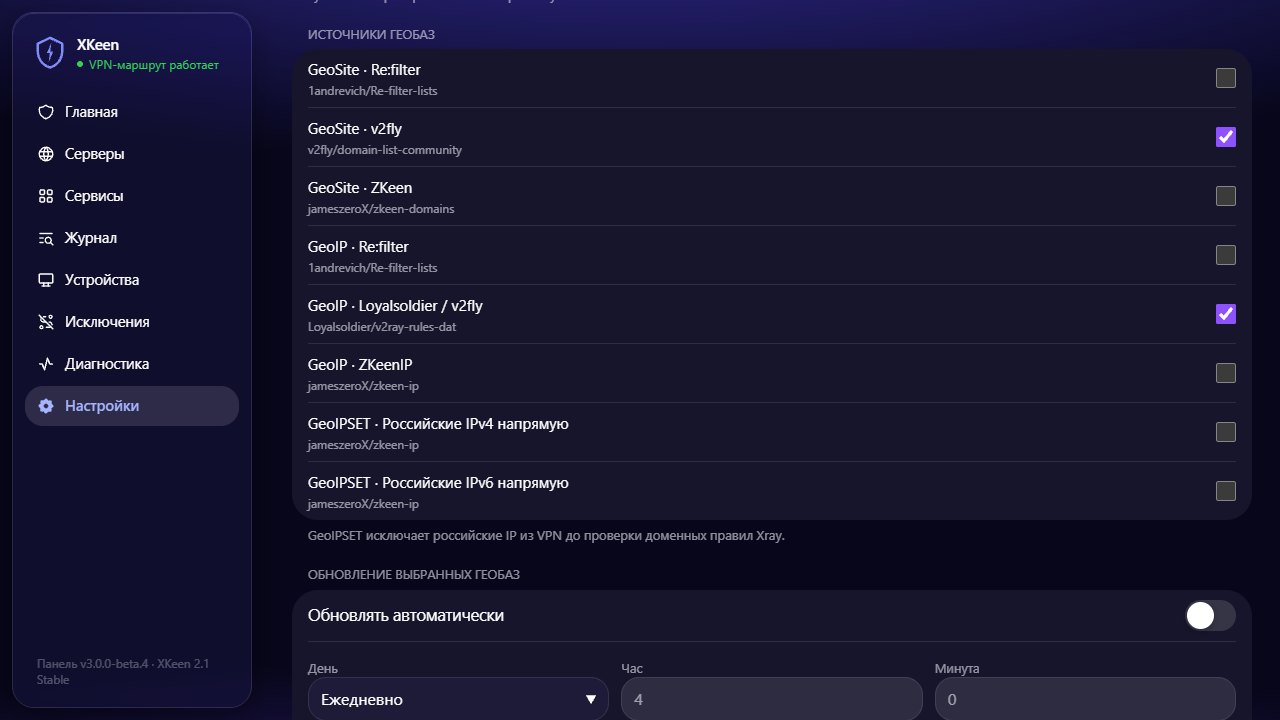 XKeen
VPN-маршрут работает
Главная
Серверы
Сервисы
Журнал
Устройства
Исключения
Диагностика
Настройки
Панель v3.0.0-beta.4 · XKeen 2.1
Stable
ИСТОЧНИКИ ГЕОБАЗ
GeoSite · Re:filter
1andrevich/Re-filter-lists
GeoSite · v2fly
v2fly/domain-list-community
GeoSite · ZKeen
jameszeroX/zkeen-domains
GeoIP · Re:filter
1andrevich/Re-filter-lists
GeoIP · Loyalsoldier / v2fly
Loyalsoldier/v2ray-rules-dat
GeoIP · ZKeenIP
jameszeroX/zkeen-ip
GeoIPSET · Российские IPv4 напрямую
jameszeroX/zkeen-ip
GeoIPSET · Российские IPv6 напрямую
jameszeroX/zkeen-ip
GeoIPSET исключает российские IP из VPN до проверки доменных правил Xray.
ОБНОВЛЕНИЕ ВЫБРАННЫХ ГЕОБАЗ
Обновлять автоматически
День
Час
Минута
Ежедневно
4
0